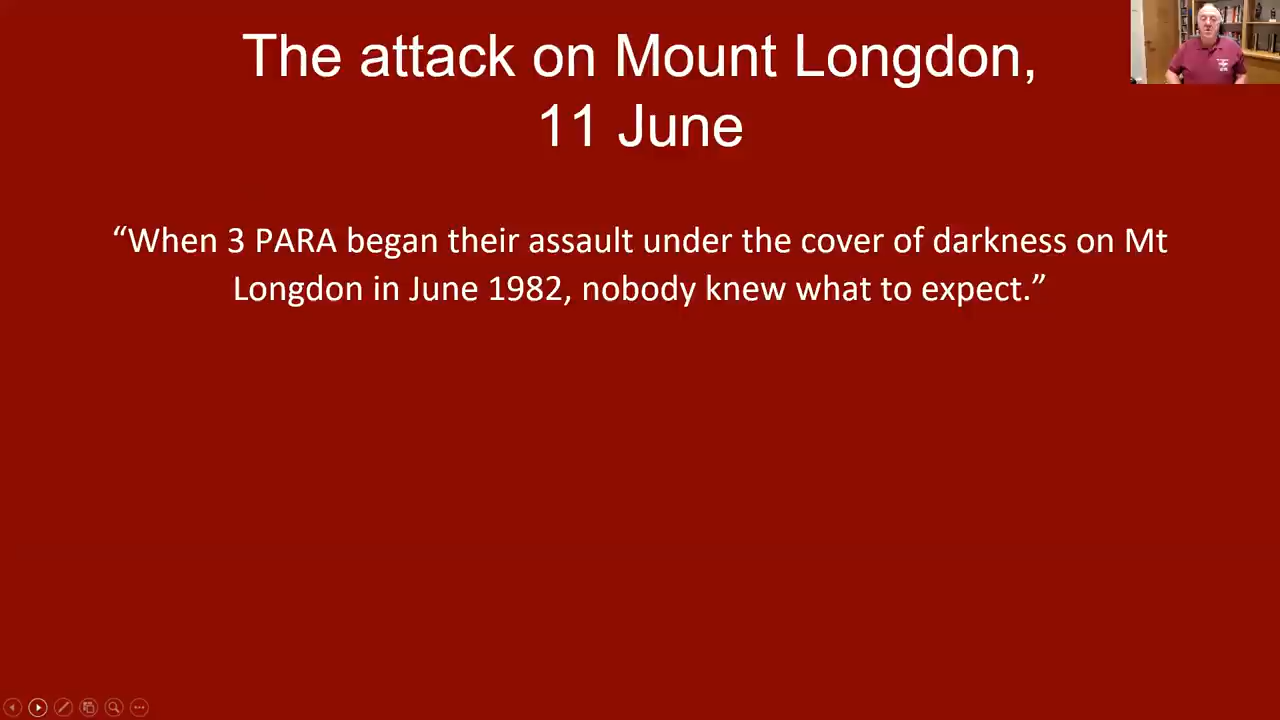 The attack on Mount Longdon,
11 June
“When 3 PARA began their assault under the cover of darkness on Mt
Longdon in June 1982, nobody knew what to expect.”